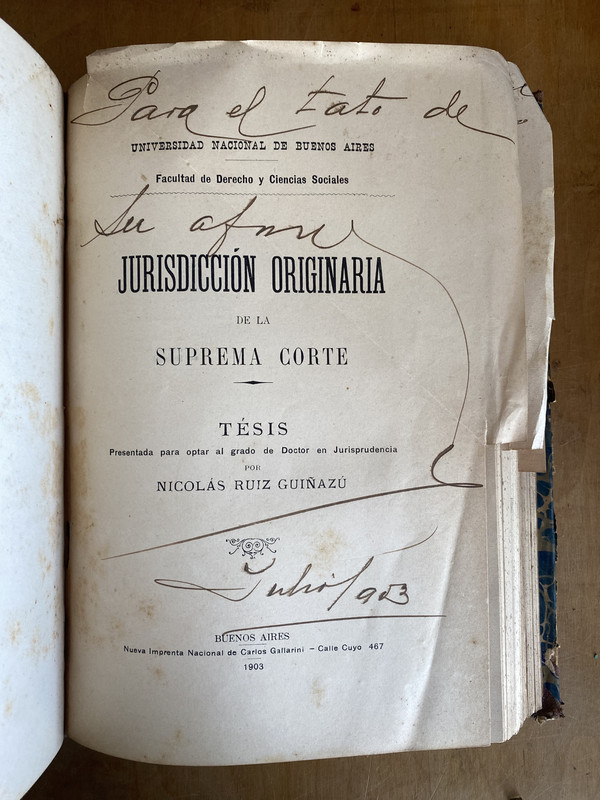 Para el tato de
UNIVERSIDAD NACIONAL DE BUENOS AIRES
Facultad de Derecho y Ciencias Sociales
Su afmo
JURISDICCIÓN ORIGINARIA
DE LA
SUPREMA CORTE
TÉSIS
Presentada para optar al grado de Doctor en Jurisprudencia
POR
NICOLÁS RUIZ GUIÑAZÚ
Julio/903
BUENOS AIRES
Nueva Imprenta Nacional de Carlos Gallarini – Calle Cuyo 467
1903